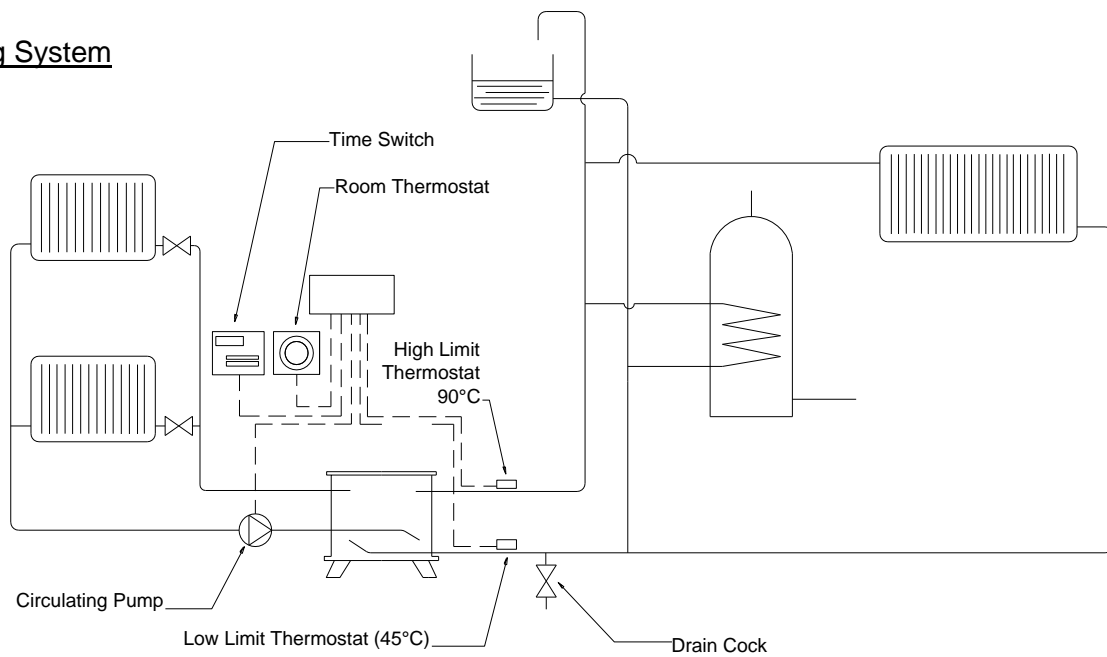 g System
Time Switch
Room Thermostat
High Limit
Thermostat
90°C
Circulating Pump
Low Limit Thermostat (45°C)
Drain Cock